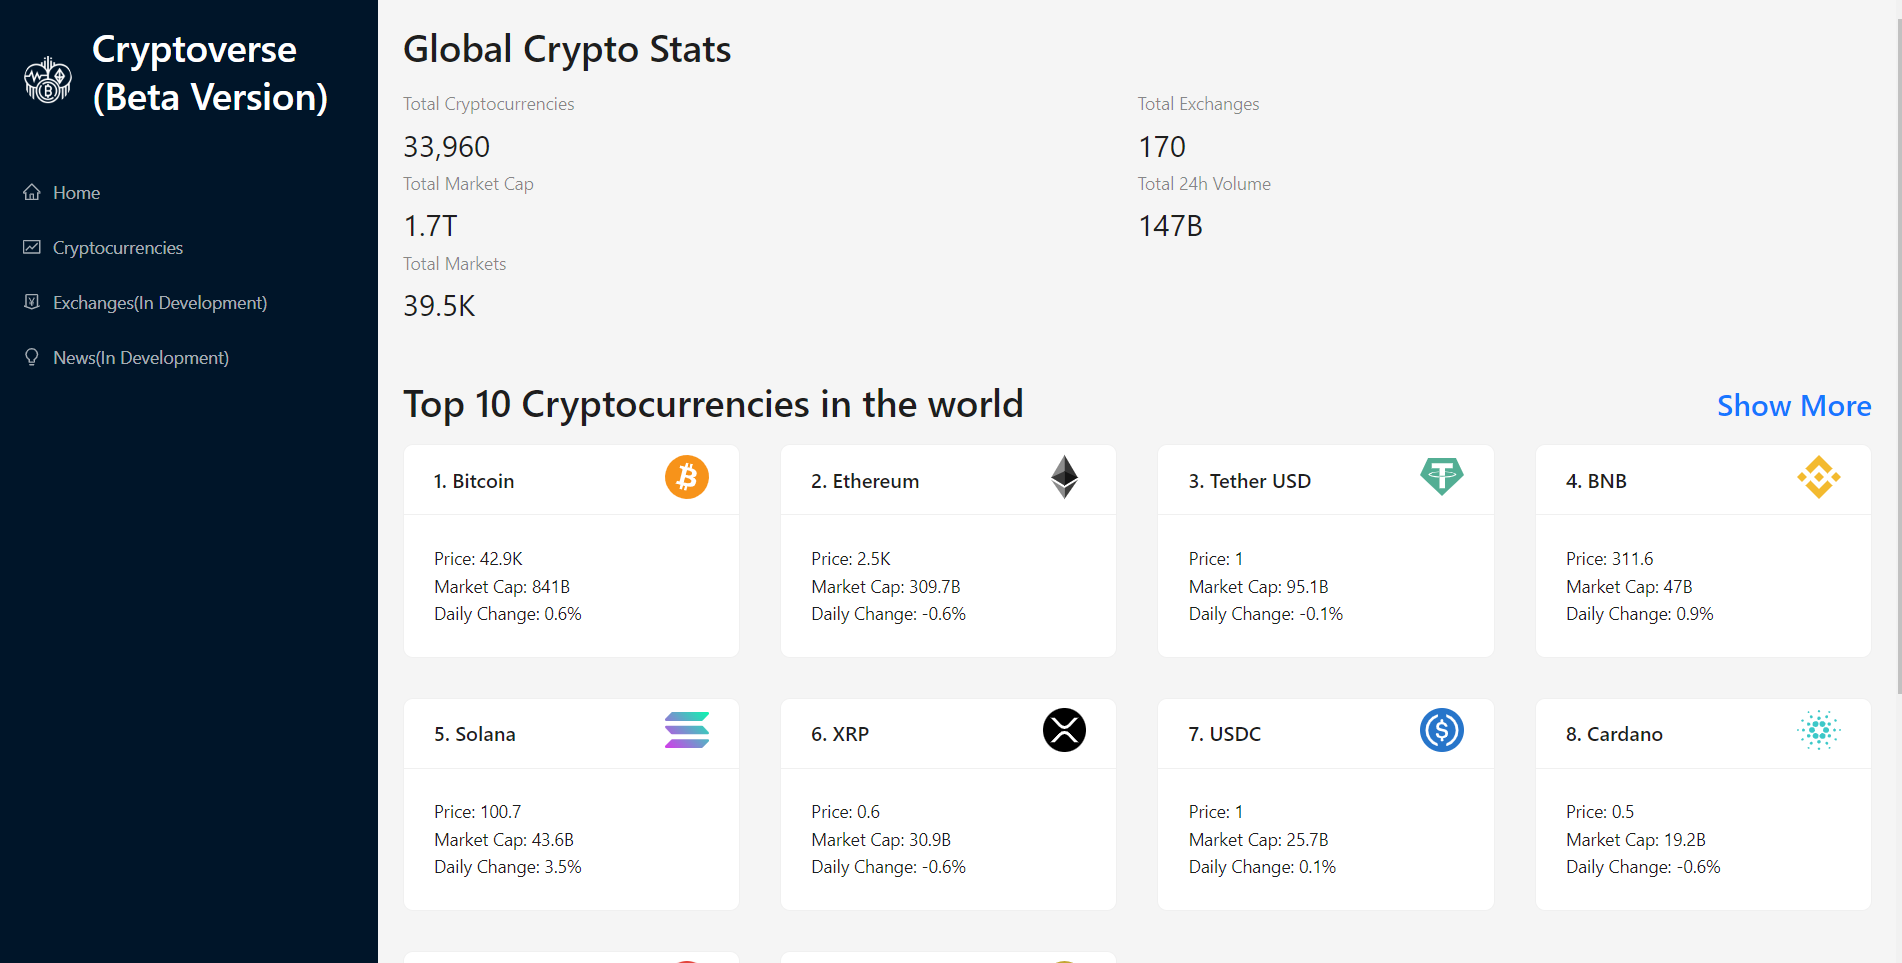 Cryptoverse
(Beta Version)
Home
Cryptocurrencies
Exchanges(In Development)
News(In Development)
Global Crypto Stats
Total Cryptocurrencies
33,960
Total Exchanges
170
Total Market Cap
1.7T
Total 24h Volume
147B
Total Markets
39.5K
Top 10 Cryptocurrencies in the world
Show More
1. Bitcoin
Price: 42.9K
Market Cap: 841B
Daily Change: 0.6%
2. Ethereum
Price: 2.5K
Market Cap: 309.7B
Daily Change: -0.6%
3. Tether USD
Price: 1
Market Cap: 95.1B
Daily Change: -0.1%
4. BNB
Price: 311.6
Market Cap: 47B
Daily Change: 0.9%
5. Solana
Price: 100.7
Market Cap: 43.6B
Daily Change: 3.5%
6. XRP
Price: 0.6
Market Cap: 30.9B
Daily Change: -0.6%
7. USDC
Price: 1
Market Cap: 25.7B
Daily Change: 0.1%
8. Cardano
Price: 0.5
Market Cap: 19.2B
Daily Change: -0.6%